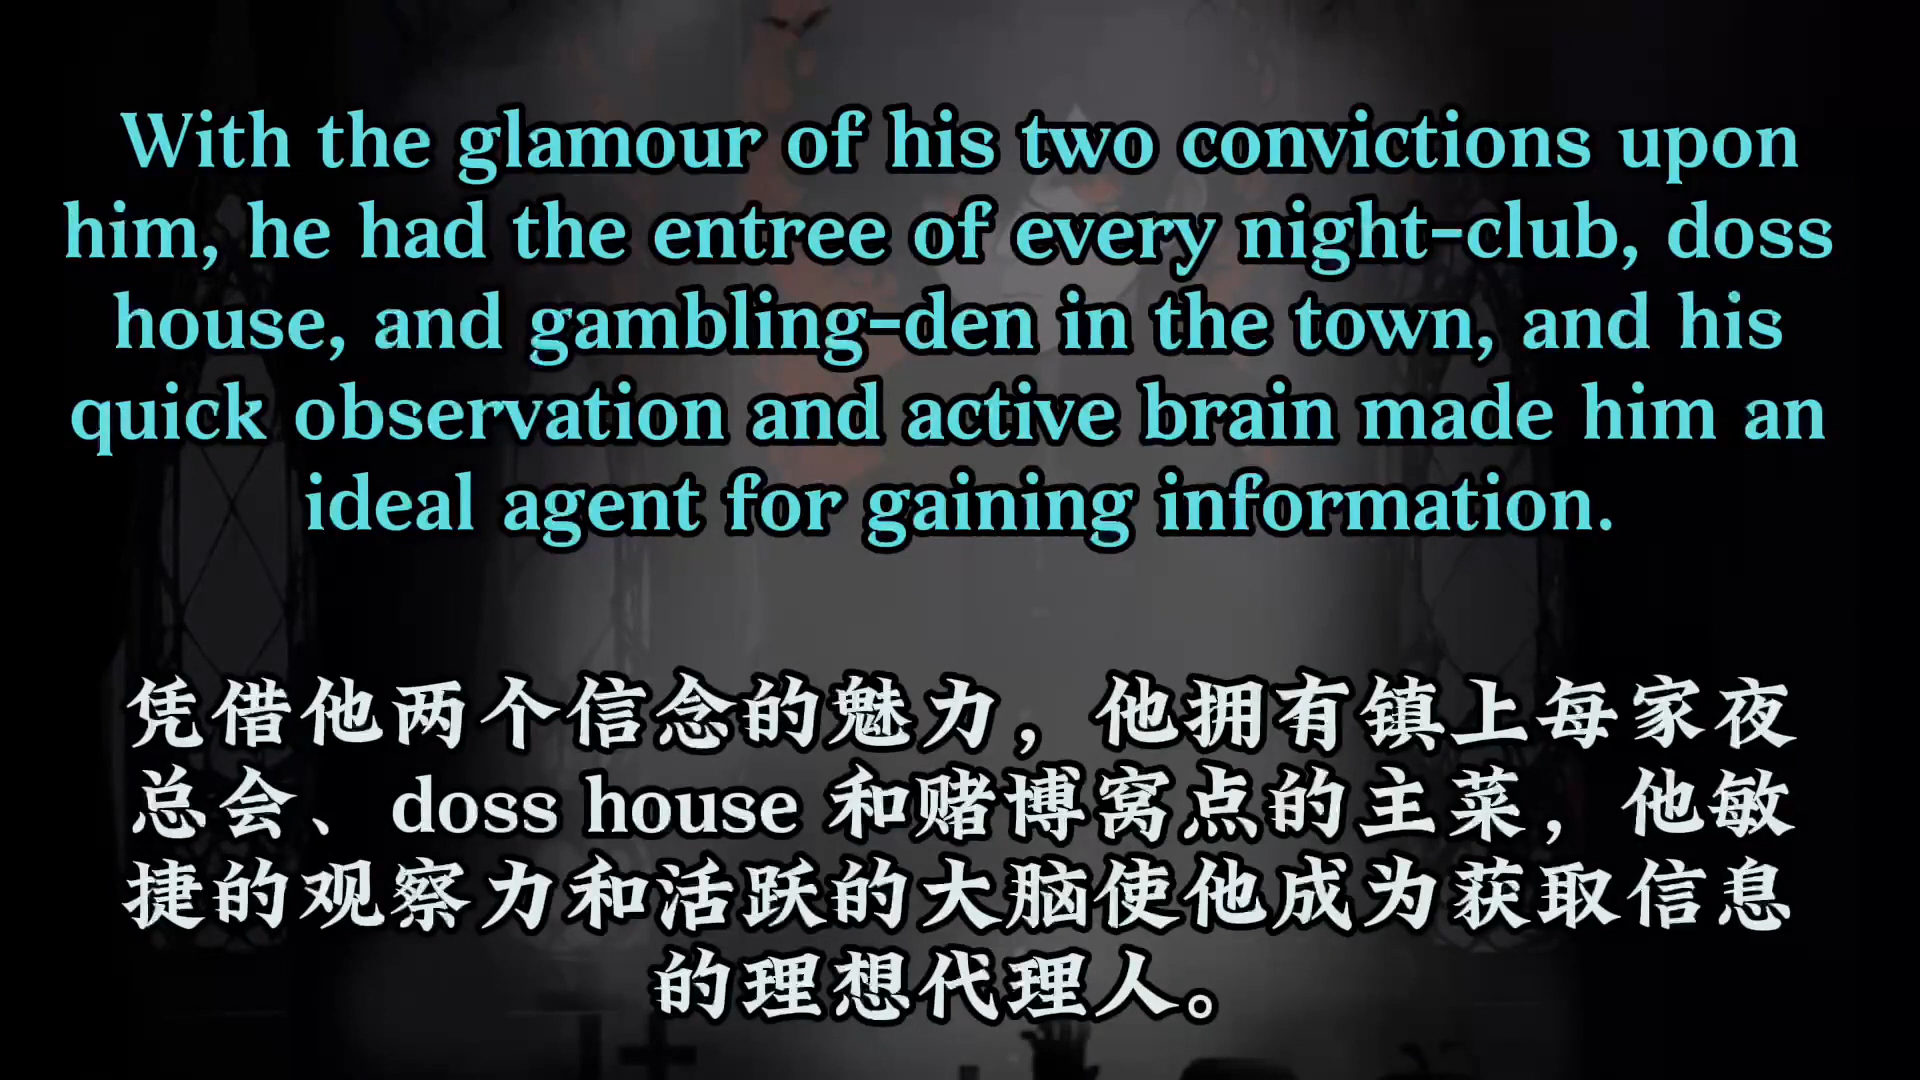 With the glamour of his two convictions upon
him, he had the entree of every night-club, doss
house, and gambling-den in the town, and his
quick observation and active brain made him an
ideal agent for gaining information.
凭借他两个信念的魅力，他拥有镇上每家夜
总会、doss house 和赌博窝点的主菜，他敏
捷的观察力和活跃的大脑使他成为获取信息
的理想代理人。